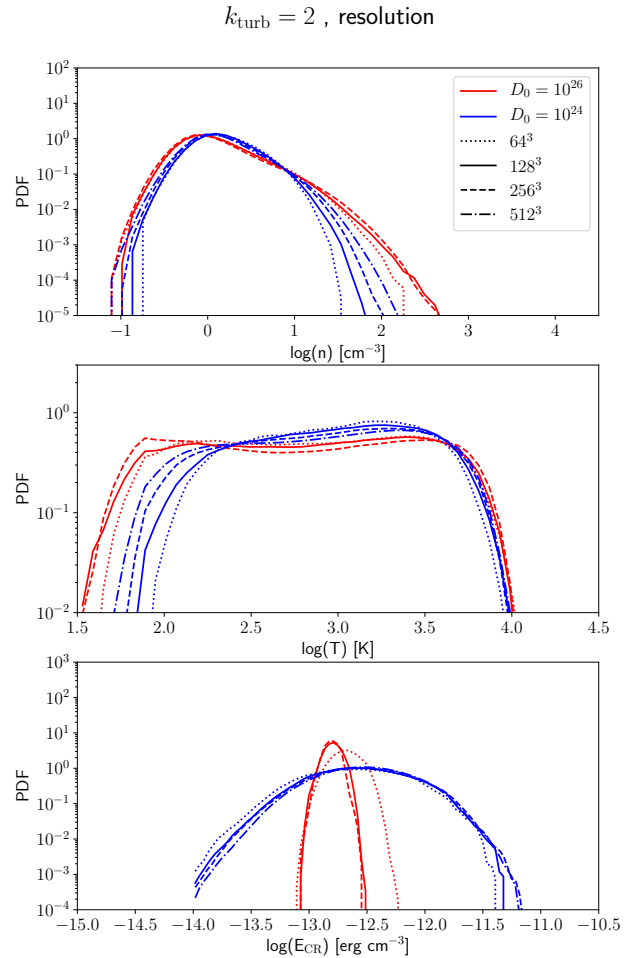 k_turb = 2 , resolution
10^2
10^1
10^0
10^−1
10^−2
10^−3
10^−4
10^−5
PDF
D_0 = 10^26
D_0 = 10^24
64^3
128^3
256^3
512^3
−1 0 1 2 3 4
log(n) [cm^−3]
10^0
10^−1
10^−2
PDF
1.5 2.0 2.5 3.0 3.5 4.0 4.5
log(T) [K]
10^3
10^2
10^1
10^0
10^−1
10^−2
10^−3
10^−4
PDF
−15.0 −14.5 −14.0 −13.5 −13.0 −12.5 −12.0 −11.5 −11.0 −10.5
log(E_CR) [erg cm^−3]